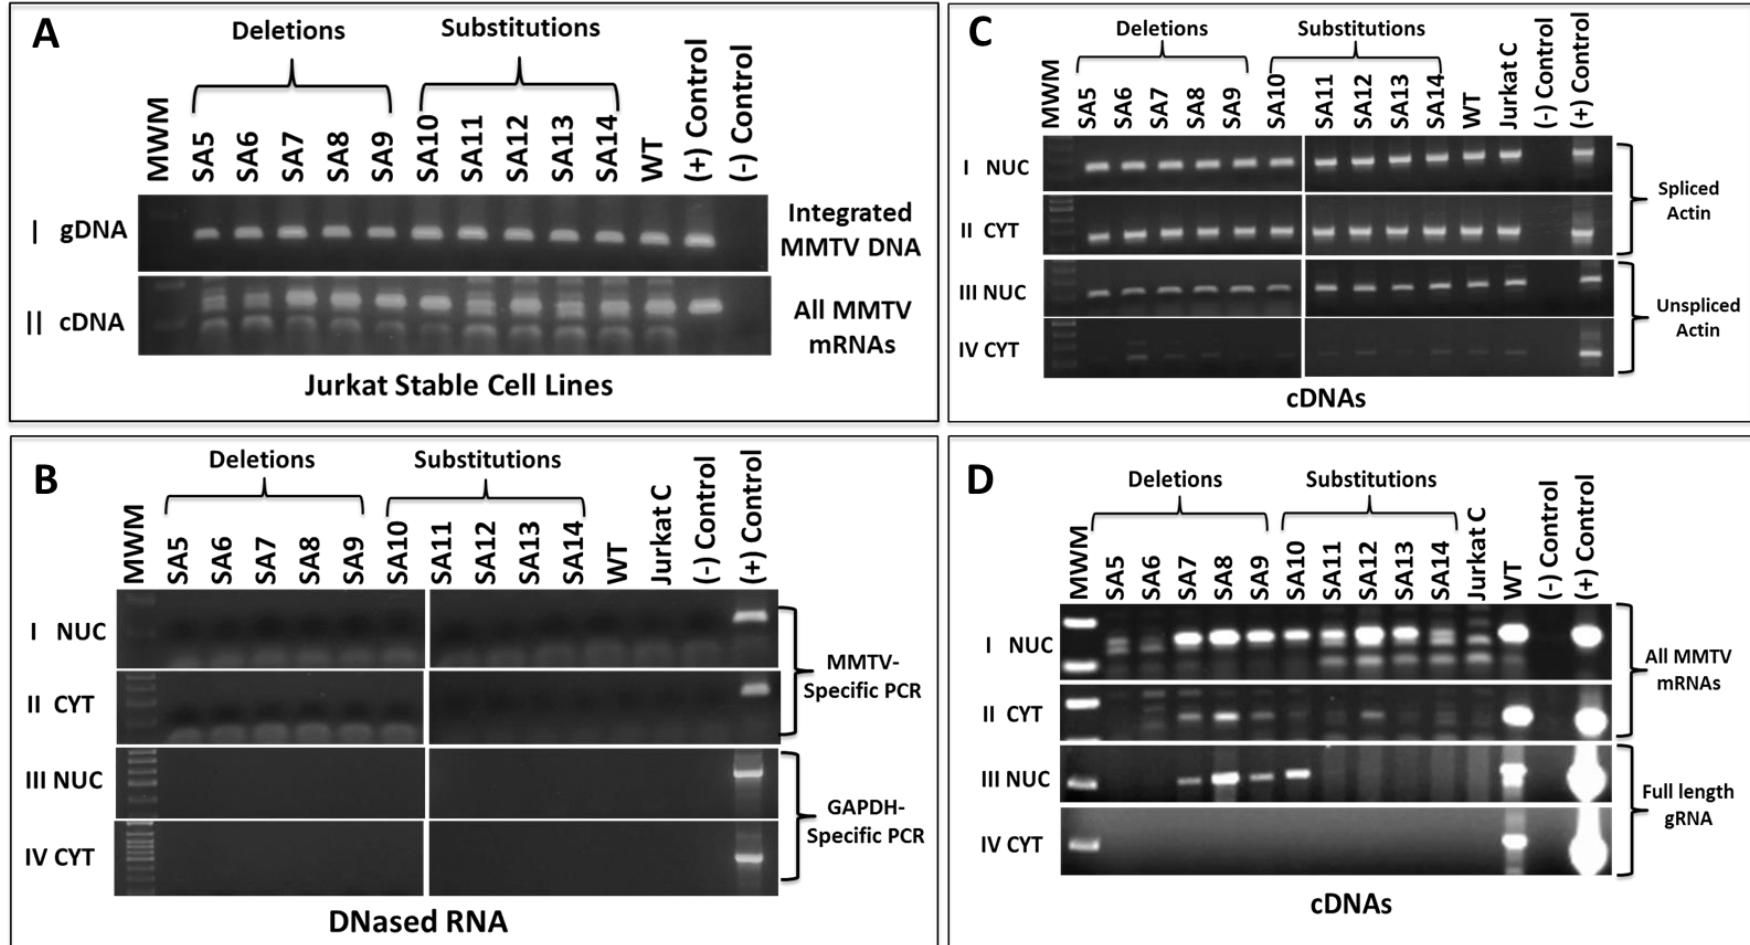 A
Deletions
Substitutions
MWM
SA5
SA6
SA7
SA8
SA9
SA10
SA11
SA12
SA13
SA14
WT
(+) Control
(-) Control
I gDNA
Integrated
MMTV DNA
II cDNA
All MMTV
mRNAs
Jurkat Stable Cell Lines
B
Deletions
Substitutions
MWM
SA5
SA6
SA7
SA8
SA9
SA10
SA11
SA12
SA13
SA14
WT
Jurkat C
(-) Control
(+) Control
I NUC
II CYT
MMTV-
Specific PCR
III NUC
IV CYT
GAPDH-
Specific PCR
DNased RNA
C
Deletions
Substitutions
MWM
SA5
SA6
SA7
SA8
SA9
SA10
SA11
SA12
SA13
SA14
WT
Jurkat C
(-) Control
(+) Control
I NUC
II CYT
Spliced
Actin
III NUC
IV CYT
Unspliced
Actin
cDNAs
D
Deletions
Substitutions
MWM
SA5
SA6
SA7
SA8
SA9
SA10
SA11
SA12
SA13
SA14
Jurkat C
WT
(-) Control
(+) Control
I NUC
II CYT
All MMTV
mRNAs
III NUC
IV CYT
Full length
gRNA
cDNAs